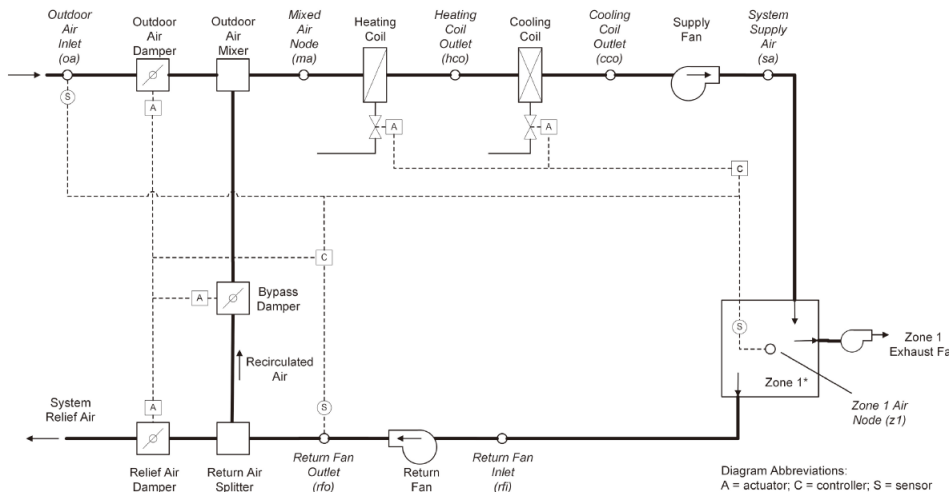 Outdoor
Air
Inlet
(oa)
Outdoor
Air
Damper
Outdoor
Air
Mixer
Mixed
Air
Node
(ma)
Heating
Coil
Heating
Coil
Outlet
(hco)
Cooling
Coil
Cooling
Coil
Outlet
(cco)
Supply
Fan
System
Supply
Air
(sa)
S
A
A
A
C
C
A
Bypass
Damper
S
Zone 1
Exhaust Fa
Recirculated
Air
Zone 1*
System
Relief Air
A
S
Zone 1 Air
Node (z1)
Relief Air
Damper
Return Air
Splitter
Return Fan
Outlet
(rfo)
Return
Fan
Return Fan
Inlet
(rfi)
Diagram Abbreviations:
A = actuator; C = controller; S = sensor